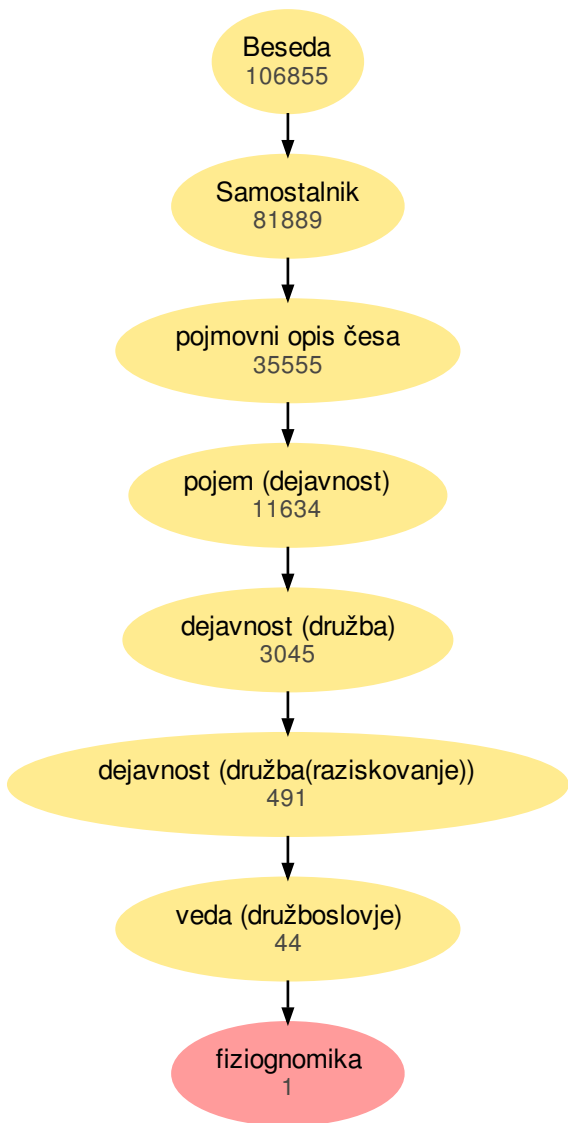 Beseda
106855
Samostalnik
81889
pojmovni opis česa
35555
pojem (dejavnost)
11634
dejavnost (družba)
3045
dejavnost (družba(raziskovanje))
491
veda (družboslovje)
44
fiziognomika
1